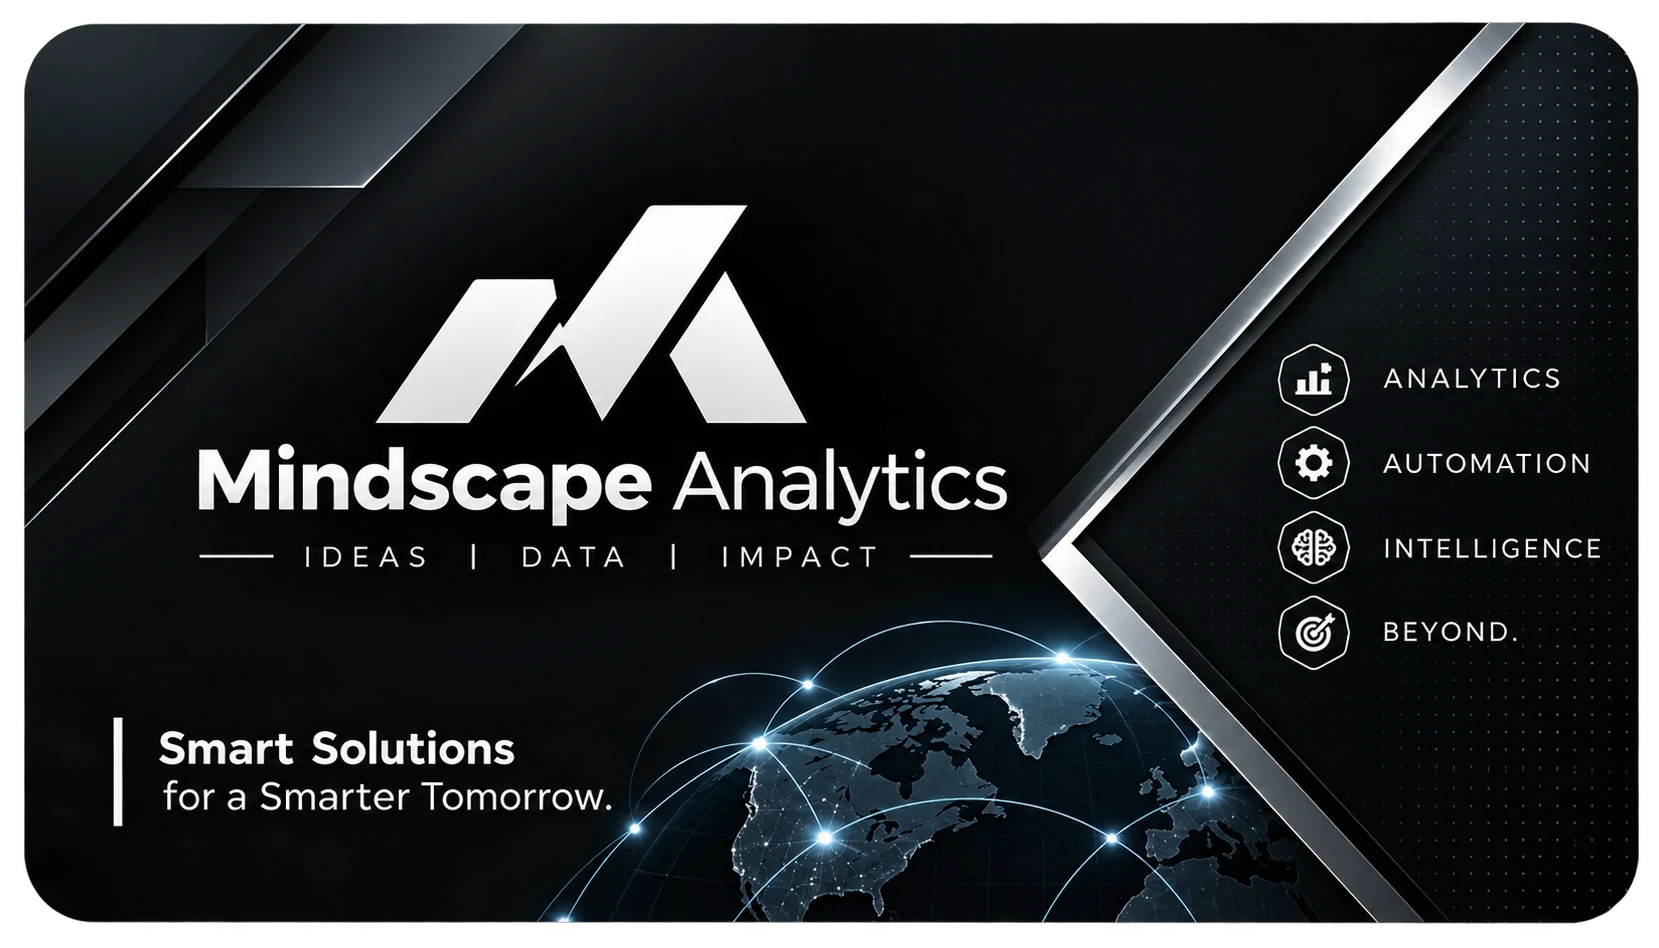 Mindscape Analytics
IDEAS | DATA | IMPACT
Smart Solutions
for a Smarter Tomorrow.
ANALYTICS
AUTOMATION
INTELLIGENCE
BEYOND.